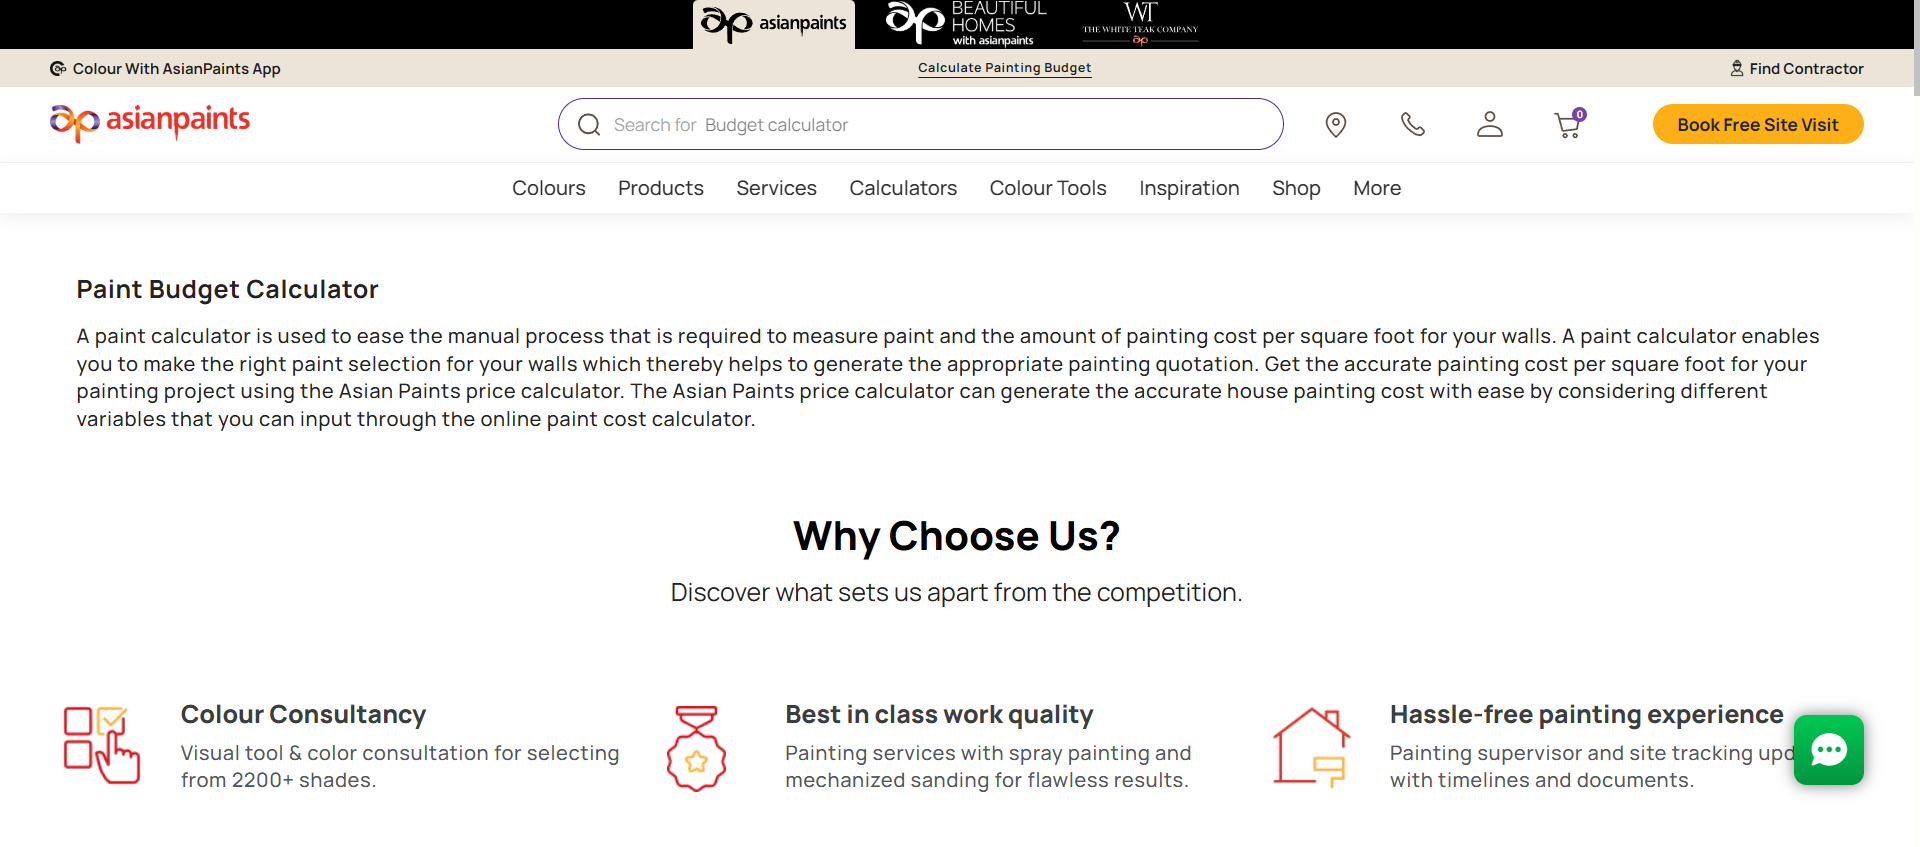 asianpaints
BEAUTIFUL
HOMES
with asianpaints
WT
THE WHITE TEAK COMPANY
Colour With AsianPaints App
Calculate Painting Budget
Find Contractor
asianpaints
Search for Budget calculator
0
Book Free Site Visit
Colours Products Services Calculators Colour Tools Inspiration Shop More
Paint Budget Calculator
A paint calculator is used to ease the manual process that is required to measure paint and the amount of painting cost per square foot for your walls. A paint calculator enables
you to make the right paint selection for your walls which thereby helps to generate the appropriate painting quotation. Get the accurate painting cost per square foot for your
painting project using the Asian Paints price calculator. The Asian Paints price calculator can generate the accurate house painting cost with ease by considering different
variables that you can input through the online paint cost calculator.
Why Choose Us?
Discover what sets us apart from the competition.
Colour Consultancy
Visual tool & color consultation for selecting
from 2200+ shades.
Best in class work quality
Painting services with spray painting and
mechanized sanding for flawless results.
Hassle-free painting experience
Painting supervisor and site tracking upd
with timelines and documents.